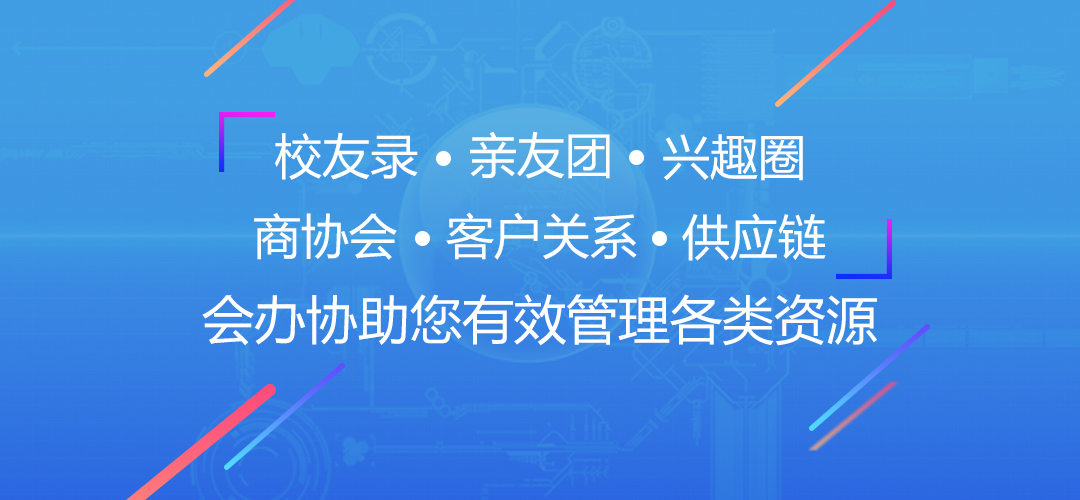 校友录 • 亲友团 • 兴趣圈
商协会 • 客户关系 • 供应链
会办协助您有效管理各类资源